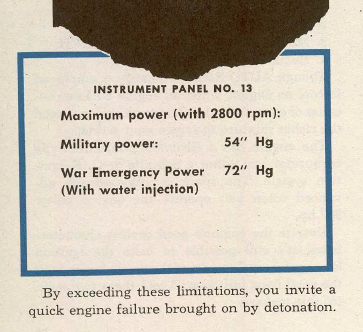 INSTRUMENT PANEL NO. 13
Maximum power (with 2800 rpm):
Military power: 54″ Hg
War Emergency Power 72″ Hg
(With water injection)
By exceeding these limitations, you invite a
quick engine failure brought on by detonation.